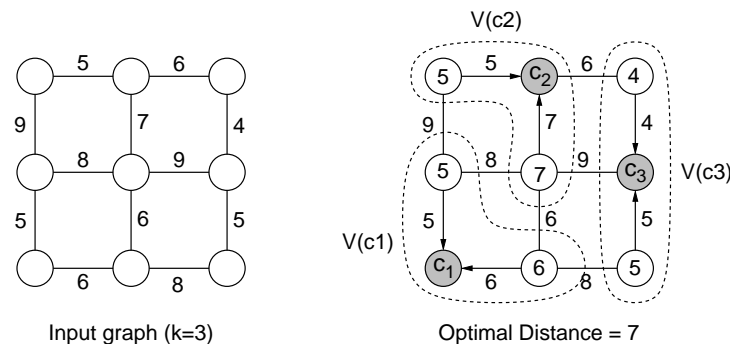 V(c2)
5 6
5 5 c2 6 4
9 7 4
9 7 4
8 9
5 8 7 9 c3 V(c3)
5 6 5
V(c1) 5 6 5
6 8
c1 6 6 8 5
Input graph (k=3)
Optimal Distance = 7